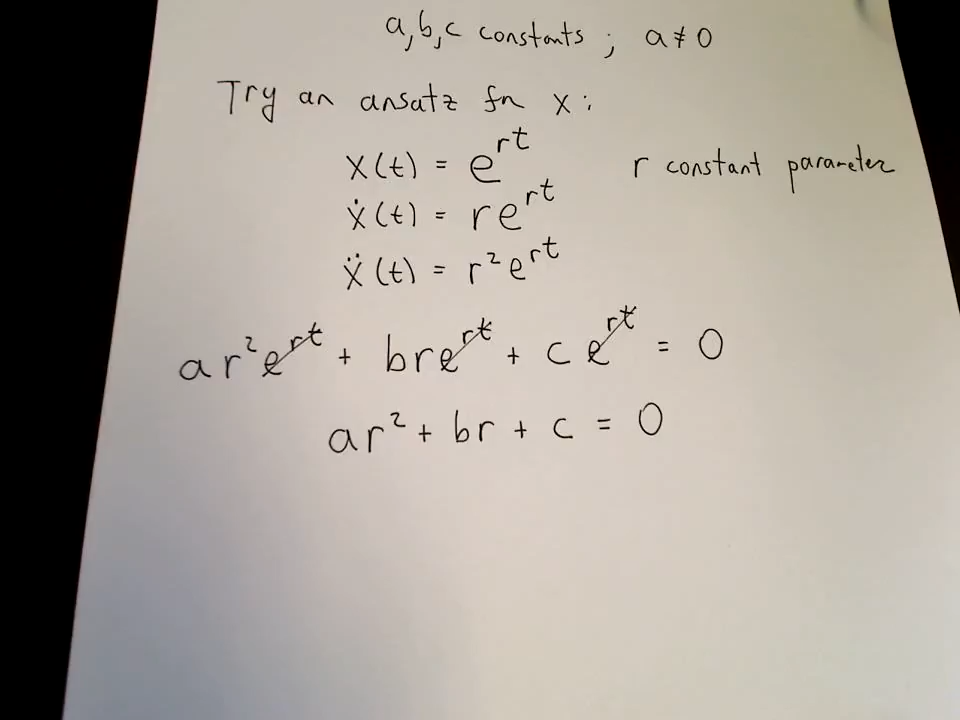 a, b, c constants ; a ≠ 0
Try an ansatz fn x :
x(t) = e^{rt} r constant parameter
ẋ(t) = re^{rt}
ẍ(t) = r²e^{rt}
ar²e^{rt} + bre^{rt} + ce^{rt} = 0
ar² + br + c = 0